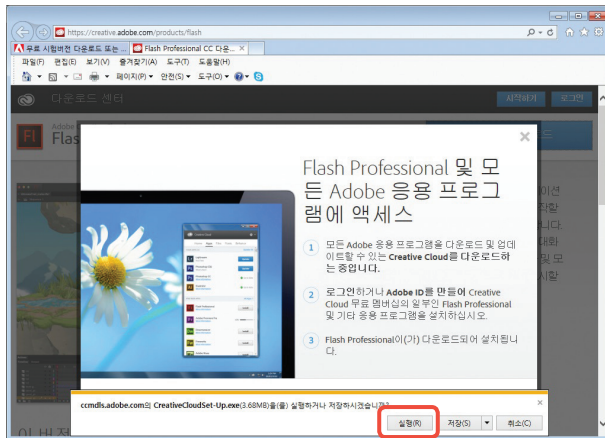 https://creative.adobe.com/products/flash
무료 시험버전 다운로드 또는 ...
Flash Professional CC 다운...
파일(F) 편집(E) 보기(V) 즐겨찾기(A) 도구(T) 도움말(H)
페이지(P) 안전(S) 도구(O)
다운로드 센터
시작하기
로그인
Fl
Adobe
Flas
Flash Professional 및 모
든 Adobe 응용 프로그
램에 액세스
1 모든 Adobe 응용 프로그램을 다운로드 및 업데
이트할 수 있는 Creative Cloud를 다운로드하
는 중입니다.
2 로그인하거나 Adobe ID를 만들어 Creative
Cloud 무료 멤버십의 일부인 Flash Professional
및 기타 응용 프로그램을 설치하십시오.
3 Flash Professional이(가) 다운로드되어 설치됩니
다.
ccmdls.adobe.com의 CreativeCloudSet-Up.exe(3.68MB)을(를) 실행하거나 저장하시겠습니까?
실행(R)
저장(S)
취소(C)